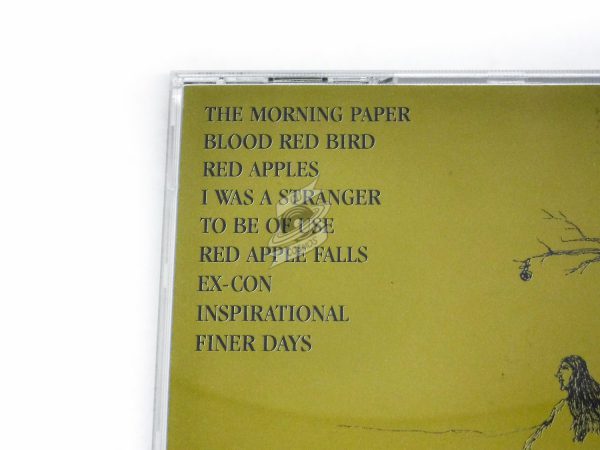 THE MORNING PAPER
BLOOD RED BIRD
RED APPLES
I WAS A STRANGER
TO BE OF USE
RED APPLE FALLS
EX-CON
INSPIRATIONAL
FINER DAYS